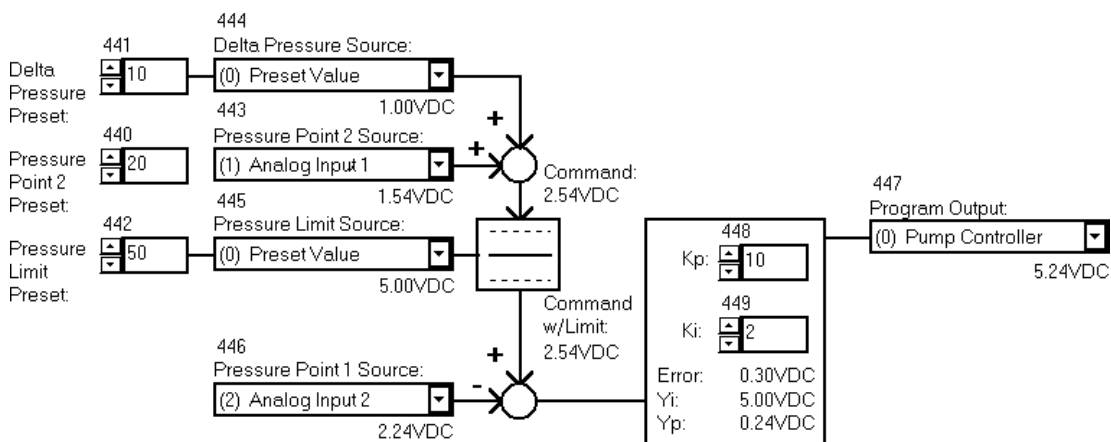 444
441
Delta Pressure Source:
Delta
Pressure
Preset:
10
(0) Preset Value
1.00VDC
443
440
Pressure Point 2 Source:
+
+
Pressure
Point 2
Preset:
20
(1) Analog Input 1
1.54VDC
Command:
2.54VDC
445
442
Pressure Limit Source:
Pressure
Limit
Preset:
50
(0) Preset Value
5.00VDC
Command
w/Limit:
2.54VDC
446
Pressure Point 1 Source:
+
-
(2) Analog Input 2
2.24VDC
448
Kp:
10
449
Ki:
2
Error: 0.30VDC
Yi: 5.00VDC
Yp: 0.24VDC
447
Program Output:
(0) Pump Controller
5.24VDC